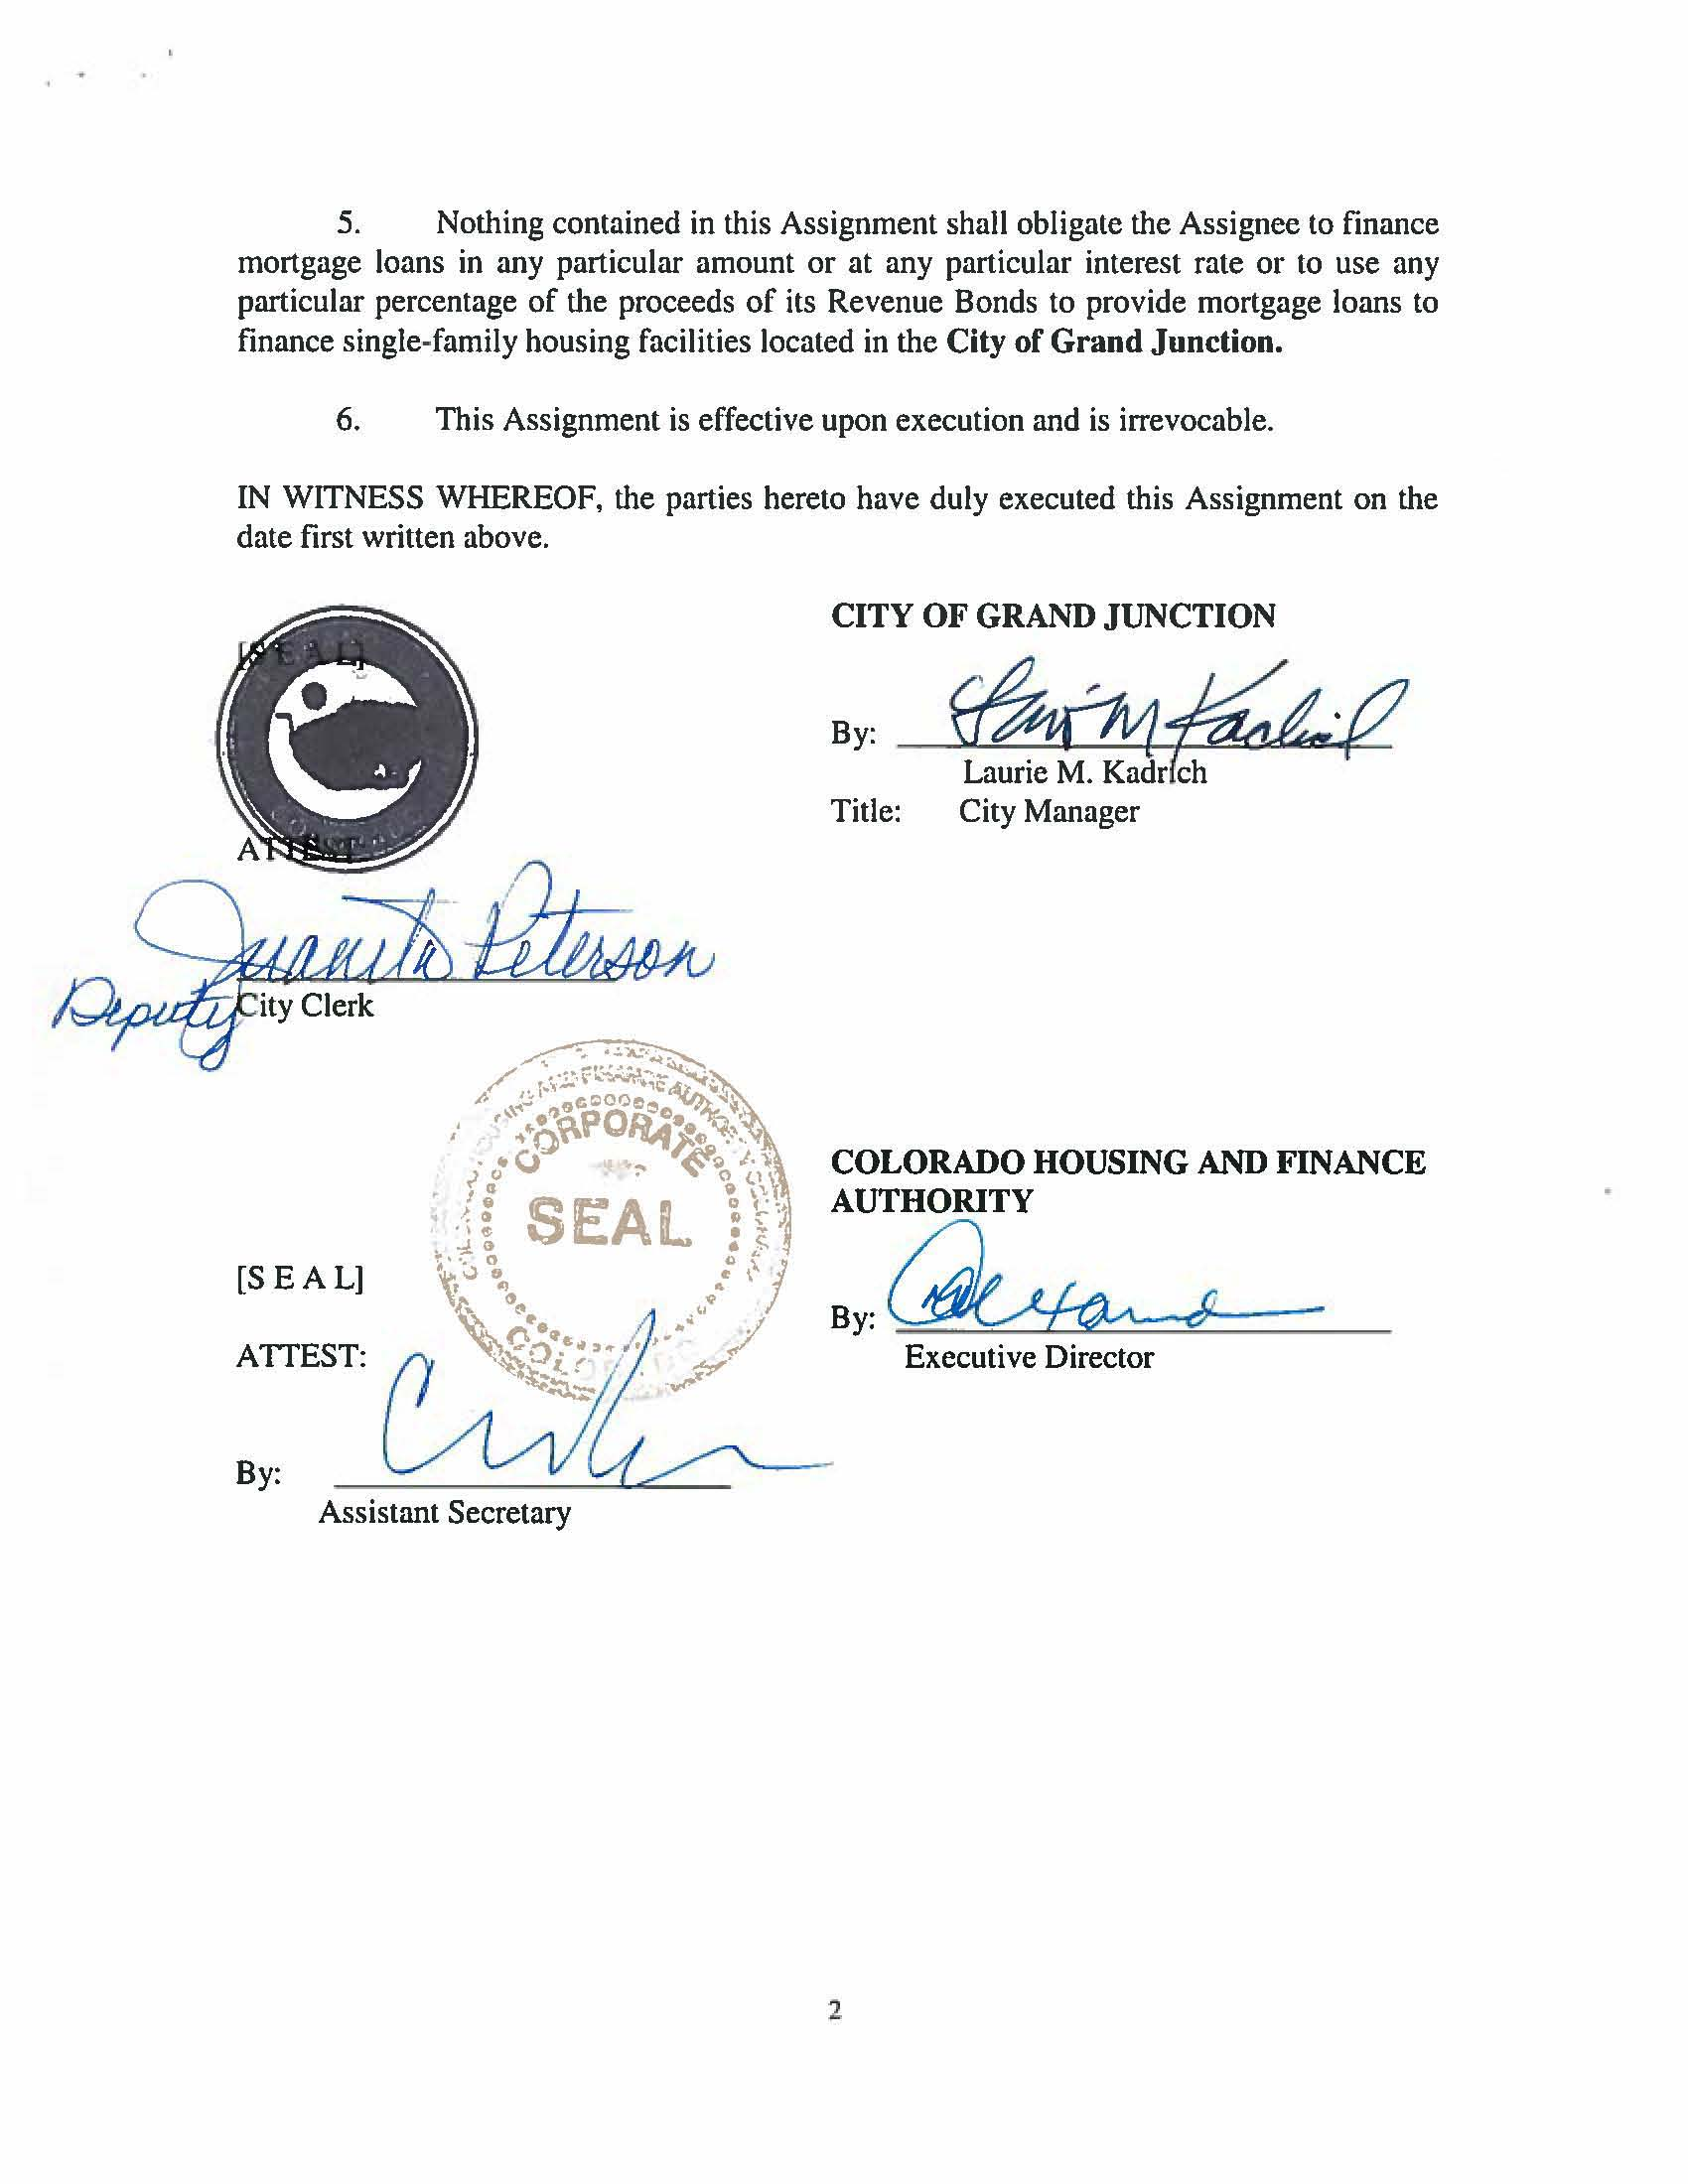 5. Nothing contained in this Assignment shall obligate the Assignee to finance
mortgage loans in any particular amount or at any particular interest rate or to use any
particular percentage of the proceeds of its Revenue Bonds to provide mortgage loans to
finance single-family housing facilities located in the City of Grand Junction.
6. This Assignment is effective upon execution and is irrevocable.
IN WITNESS WHEREOF, the parties hereto have duly executed this Assignment on the
date first written above.
CITY OF GRAND JUNCTION
[S E A L]
By:
Laurie M. Kadrich
Title: City Manager
ATTEST
Juanita Peterson
Deputy City Clerk
CORPORATE
SEAL
COLORADO HOUSING AND FINANCE
AUTHORITY
[S E A L]
By:
ATTEST:
Executive Director
By:
Assistant Secretary
2